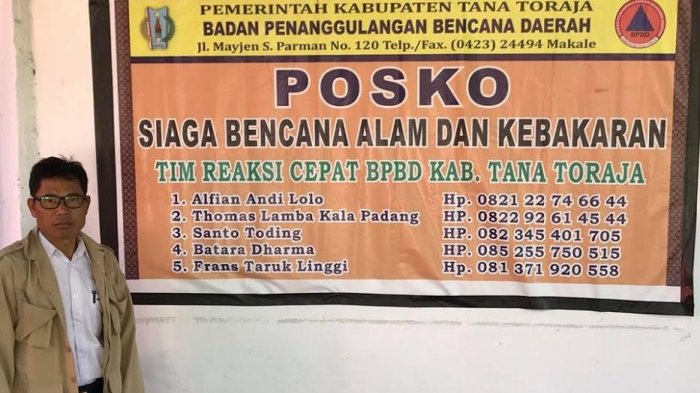 PEMERINTAH KABUPATEN TANA TORAJA
BADAN PENANGGULANGAN BENCANA DAERAH
Jl. Mayjen S. Parman No. 120 Telp./Fax. (0423) 24494 Makale
BPBD
POSKO
SIAGA BENCANA ALAM DAN KEBAKARAN
TIM REAKSI CEPAT BPBD KAB. TANA TORAJA
1. Alfian Andi Lolo Hp. 0821 22 74 66 44
2. Thomas Lamba Kala Padang HP. 0822 92 61 45 44
3. Santo Toding HP. 082 345 401 705
4. Batara Dharma HP. 085 255 750 515
5. Frans Taruk Linggi Hp. 081 371 920 558